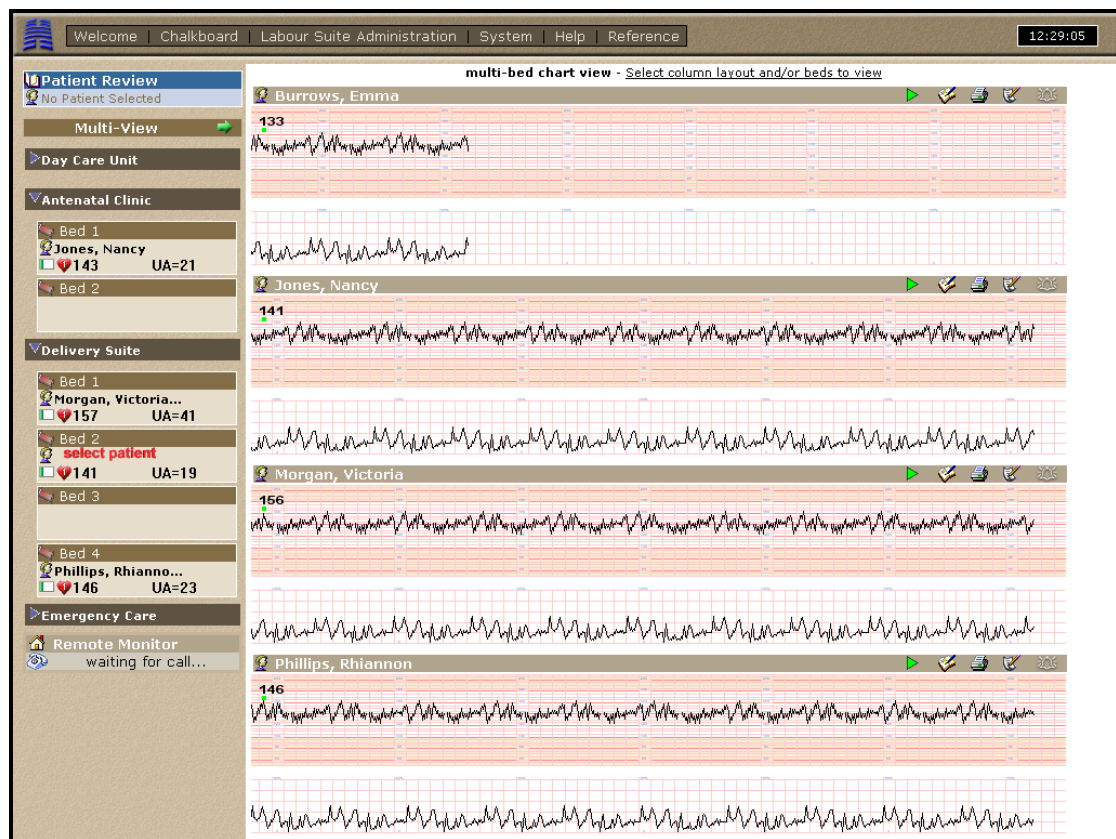 Welcome | Chalkboard | Labour Suite Administration | System | Help | Reference
12:29:05
Patient Review
No Patient Selected
Multi-View
Day Care Unit
Antenatal Clinic
Bed 1
Jones, Nancy
143 UA=21
Bed 2
Delivery Suite
Bed 1
Morgan, Victoria...
157 UA=41
Bed 2
select patient
141 UA=19
Bed 3
Bed 4
Phillips, Rhianno...
146 UA=23
Emergency Care
Remote Monitor
waiting for call...
multi-bed chart view - Select column layout and/or beds to view
Burrows, Emma
133
Jones, Nancy
141
Morgan, Victoria
156
Phillips, Rhiannon
146